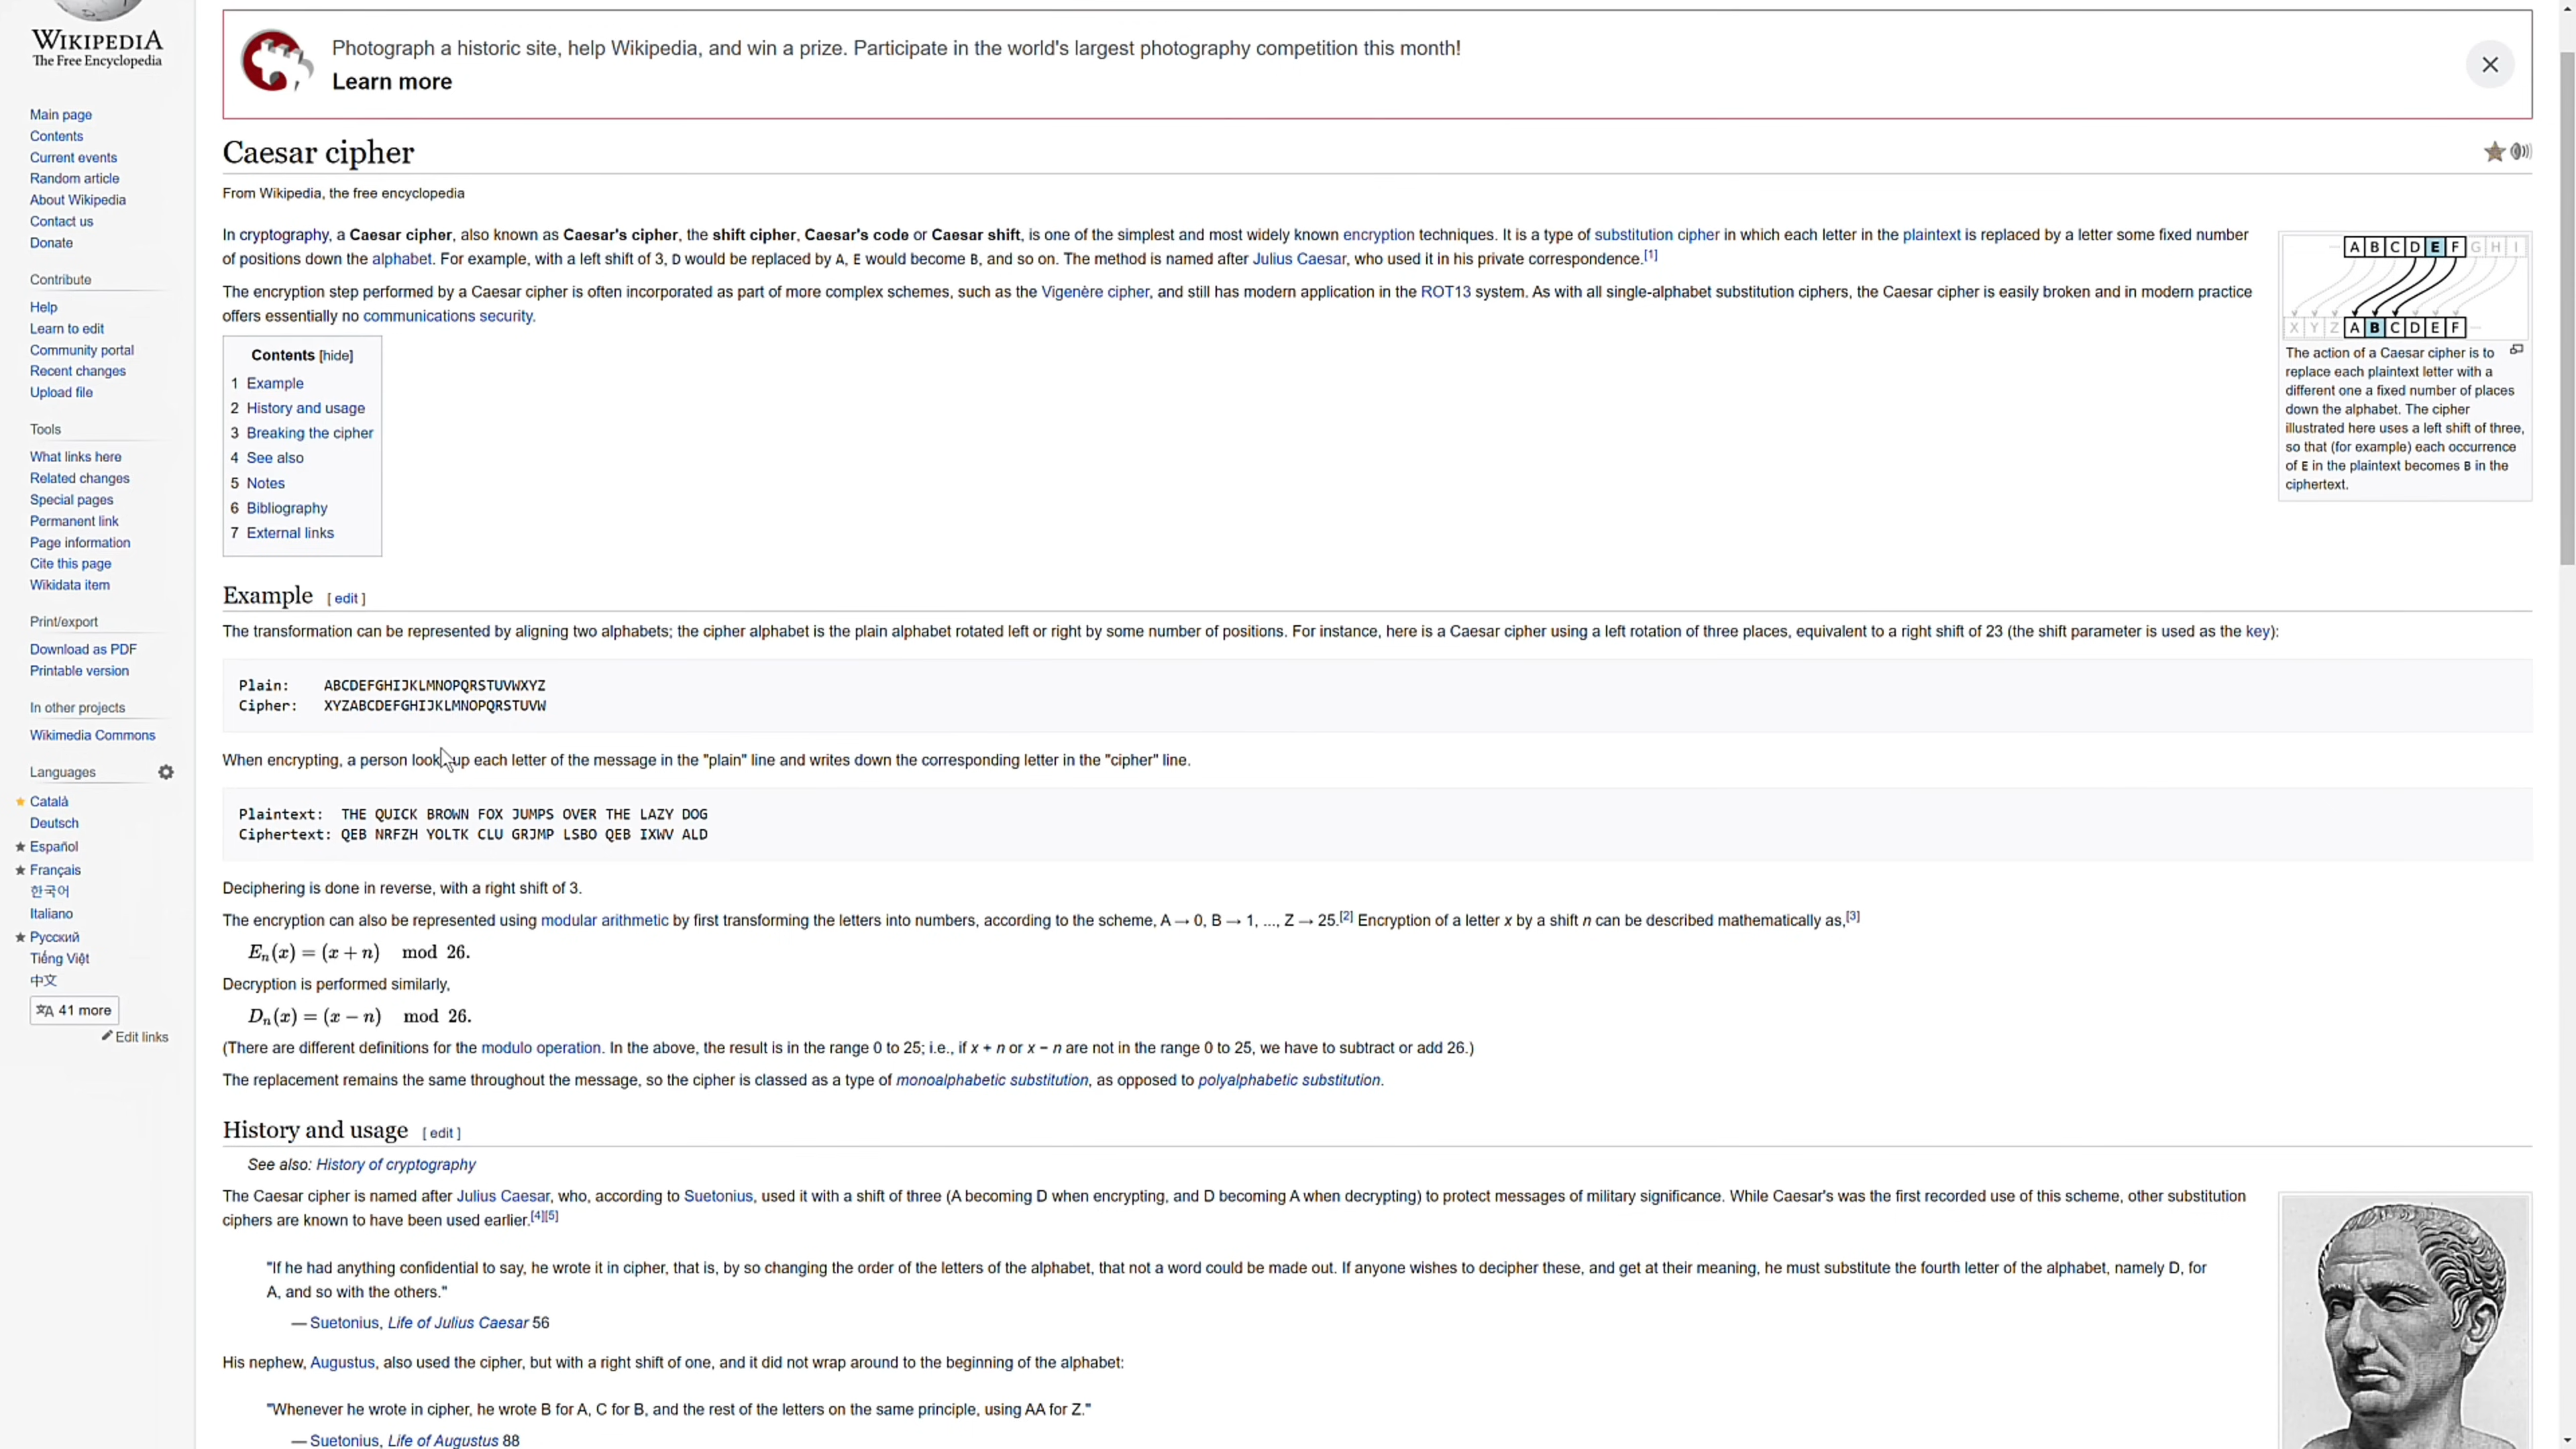 WIKIPEDIA
The Free Encyclopedia
Main page
Contents
Current events
Random article
About Wikipedia
Contact us
Donate
Contribute
Help
Learn to edit
Community portal
Recent changes
Upload file
Tools
What links here
Related changes
Special pages
Permanent link
Page information
Cite this page
Wikidata item
Print/export
Download as PDF
Printable version
In other projects
Wikimedia Commons
Languages
Català
Deutsch
Español
Français
한국어
Italiano
Русский
Tiếng Việt
中文
41 more
Edit links
Photograph a historic site, help Wikipedia, and win a prize. Participate in the world's largest photography competition this month!
Learn more
Caesar cipher
From Wikipedia, the free encyclopedia
In cryptography, a Caesar cipher, also known as Caesar's cipher, the shift cipher, Caesar's code or Caesar shift, is one of the simplest and most widely known encryption techniques. It is a type of substitution cipher in which each letter in the plaintext is replaced by a letter some fixed number
of positions down the alphabet. For example, with a left shift of 3, D would be replaced by A, E would become B, and so on. The method is named after Julius Caesar, who used it in his private correspondence.[1]
The encryption step performed by a Caesar cipher is often incorporated as part of more complex schemes, such as the Vigenère cipher, and still has modern application in the ROT13 system. As with all single-alphabet substitution ciphers, the Caesar cipher is easily broken and in modern practice
offers essentially no communications security.
A B C D E F G H I
X Y Z A B C D E F
The action of a Caesar cipher is to
replace each plaintext letter with a
different one a fixed number of places
down the alphabet. The cipher
illustrated here uses a left shift of three,
so that (for example) each occurrence
of E in the plaintext becomes B in the
ciphertext.
Contents [hide]
1 Example
2 History and usage
3 Breaking the cipher
4 See also
5 Notes
6 Bibliography
7 External links
Example [ edit ]
The transformation can be represented by aligning two alphabets; the cipher alphabet is the plain alphabet rotated left or right by some number of positions. For instance, here is a Caesar cipher using a left rotation of three places, equivalent to a right shift of 23 (the shift parameter is used as the key):
Plain: ABCDEFGHIJKLMNOPQRSTUVWXYZ
Cipher: XYZABCDEFGHIJKLMNOPQRSTUVW
When encrypting, a person look up each letter of the message in the "plain" line and writes down the corresponding letter in the "cipher" line.
Plaintext: THE QUICK BROWN FOX JUMPS OVER THE LAZY DOG
Ciphertext: QEB NRFZH YOLTK CLU GRJMP LSBO QEB IXWV ALD
Deciphering is done in reverse, with a right shift of 3.
The encryption can also be represented using modular arithmetic by first transforming the letters into numbers, according to the scheme, A → 0, B → 1, ..., Z → 25.[2] Encryption of a letter x by a shift n can be described mathematically as,[3]
Eₙ(x) = (x + n) mod 26.
Decryption is performed similarly,
Dₙ(x) = (x − n) mod 26.
(There are different definitions for the modulo operation. In the above, the result is in the range 0 to 25; i.e., if x + n or x − n are not in the range 0 to 25, we have to subtract or add 26.)
The replacement remains the same throughout the message, so the cipher is classed as a type of monoalphabetic substitution, as opposed to polyalphabetic substitution.
History and usage [ edit ]
See also: History of cryptography
The Caesar cipher is named after Julius Caesar, who, according to Suetonius, used it with a shift of three (A becoming D when encrypting, and D becoming A when decrypting) to protect messages of military significance. While Caesar's was the first recorded use of this scheme, other substitution
ciphers are known to have been used earlier.[4][5]
"If he had anything confidential to say, he wrote it in cipher, that is, by so changing the order of the letters of the alphabet, that not a word could be made out. If anyone wishes to decipher these, and get at their meaning, he must substitute the fourth letter of the alphabet, namely D, for
A, and so with the others."
— Suetonius, Life of Julius Caesar 56
His nephew, Augustus, also used the cipher, but with a right shift of one, and it did not wrap around to the beginning of the alphabet:
"Whenever he wrote in cipher, he wrote B for A, C for B, and the rest of the letters on the same principle, using AA for Z."
— Suetonius, Life of Augustus 88